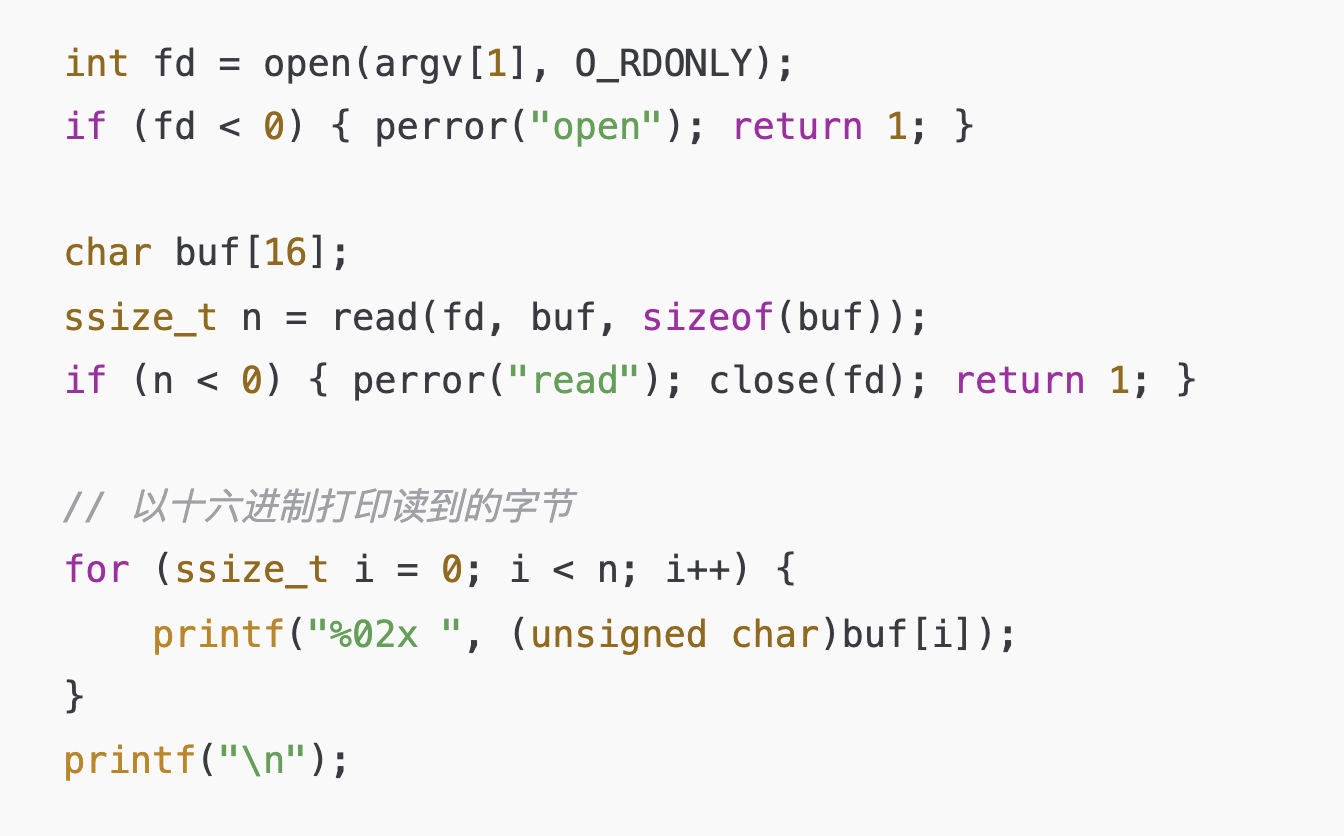 int fd = open(argv[1], O_RDONLY);
if (fd < 0) { perror("open"); return 1; }
char buf[16];
ssize_t n = read(fd, buf, sizeof(buf));
if (n < 0) { perror("read"); close(fd); return 1; }
// 以十六进制打印读到的字节
for (ssize_t i = 0; i < n; i++) {
    printf("%02x ", (unsigned char)buf[i]);
}
printf("\n");